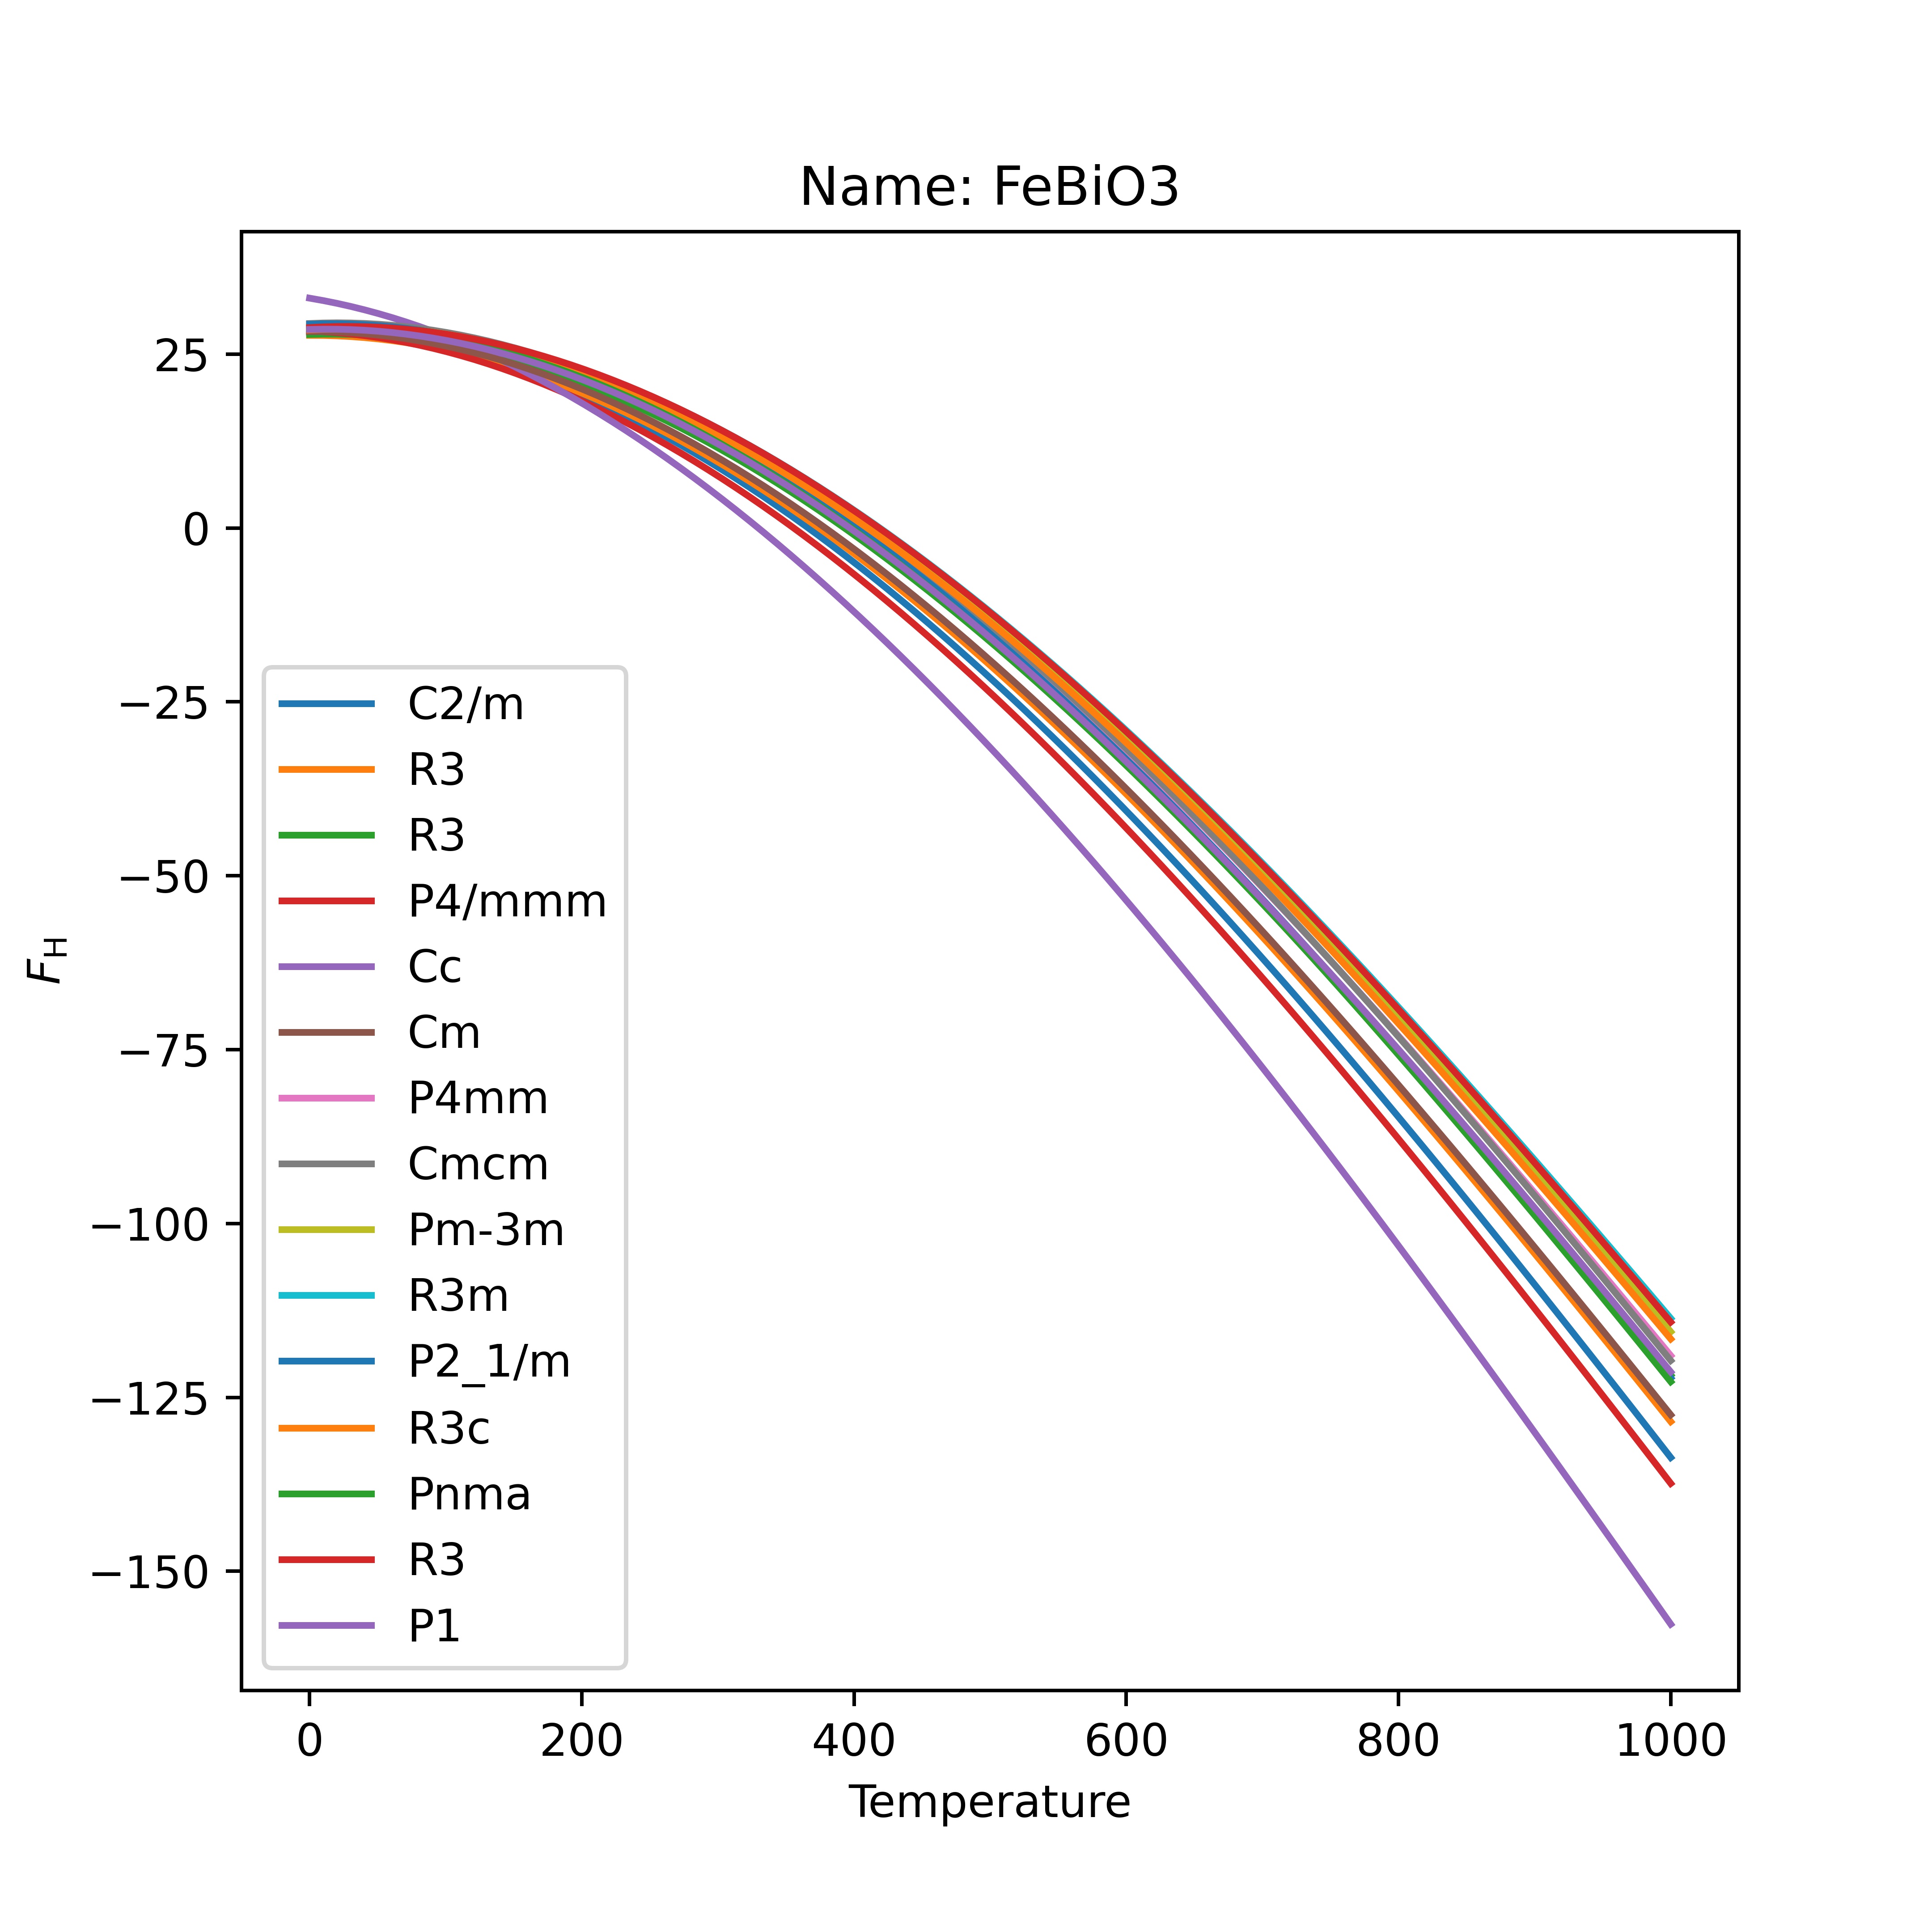 Name: FeBiO3
25
0
−25
−50
−75
−100
−125
−150
F_H
C2/m
R3
R3
P4/mmm
Cc
Cm
P4mm
Cmcm
Pm-3m
R3m
P2_1/m
R3c
Pnma
R3
P1
0 200 400 600 800 1000
Temperature